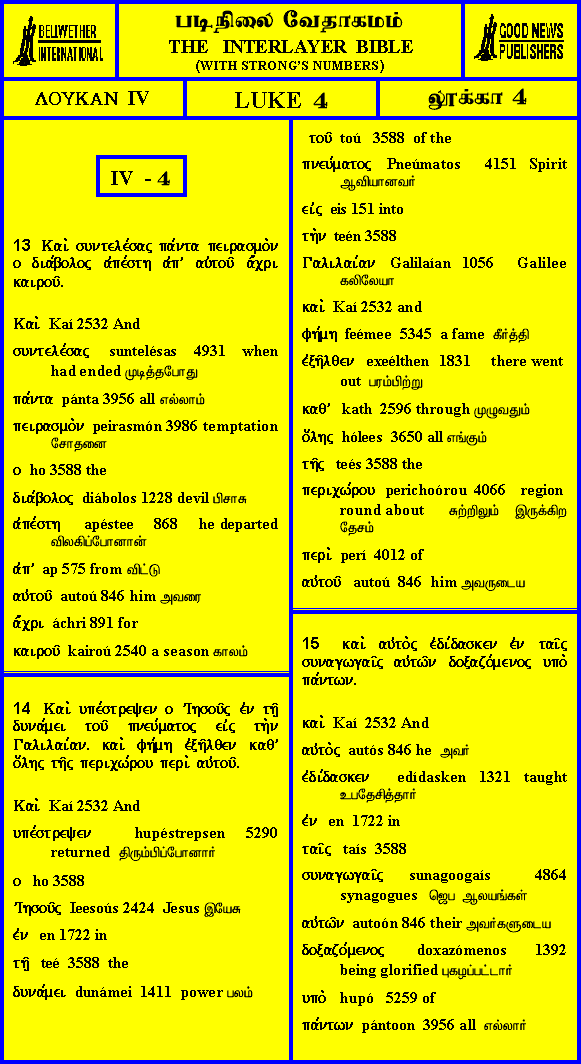 BELLWETHER
INTERNATIONAL
படிநிலை வேதாகமம்
THE INTERLAYER BIBLE
(WITH STRONG'S NUMBERS)
GOOD NEWS
PUBLISHERS
ΛΟΥΚΑΝ IV
LUKE 4
லூக்கா 4
IV - 4
13 Καὶ συντελέσας πάντα πειρασμὸν
ο διάβολος ἀπέστη ἀπ' αὐτοῦ ἄχρι
καιροῦ.
Καὶ Kaí 2532 And
συντελέσας suntelésas 4931 when
had ended முடித்தபோது
πάντα pánta 3956 all எல்லாம்
πειρασμὸν peirasmón 3986 temptation
சோதனை
ο ho 3588 the
διάβολος diábolos 1228 devil பிசாசு
ἀπέστη apéstee 868 he departed
விலகிப்போனான்
ἀπ' ap 575 from விட்டு
αὐτοῦ autoú 846 him அவரை
ἄχρι áchri 891 for
καιροῦ kairoú 2540 a season காலம்
14 Καὶ υπέστρεψεν ο Ἰησοῦς ἐν τῇ
δυνάμει τοῦ πνεύματος εἰς τὴν
Γαλιλαίαν. καὶ φήμη ἐξῆλθεν καθ'
ὅλης τῆς περιχώρου περὶ αὐτοῦ.
Καὶ Kaí 2532 And
υπέστρεψεν hupéstrepsen 5290
returned திரும்பிப்போனார்
ο ho 3588
Ἰησοῦς Ieesoús 2424 Jesus இயேசு
ἐν en 1722 in
τῇ teé 3588 the
δυνάμει dunámei 1411 power பலம்
τοῦ toú 3588 of the
πνεύματος Pneúmatos 4151 Spirit
ஆவியானவர்
εἰς eis 151 into
τὴν teén 3588
Γαλιλαίαν Galilaían 1056 Galilee
கலிலேயா
καὶ Kaí 2532 and
φήμη feémee 5345 a fame கீர்த்தி
ἐξῆλθεν exeélthen 1831 there went
out பரம்பிற்று
καθ' kath 2596 through முழுவதும்
ὅλης hólees 3650 all எங்கும்
τῆς teés 3588 the
περιχώρου perichoórou 4066 region
round about சுற்றிலும் இருக்கிற
தேசம்
περὶ perí 4012 of
αὐτοῦ autoú 846 him அவருடைய
15 καὶ αὐτὸς ἐδίδασκεν ἐν ταῖς
συναγωγαῖς αὐτῶν δοξαζόμενος υπὸ
πάντων.
καὶ Kaí 2532 And
αὐτὸς autós 846 he அவர்
ἐδίδασκεν edídasken 1321 taught
உபதேசித்தார்
ἐν en 1722 in
ταῖς taís 3588
συναγωγαῖς sunagoogaís 4864
synagogues ஜெப ஆலயங்கள்
αὐτῶν autoón 846 their அவர்களுடைய
δοξαζόμενος doxazómenos 1392
being glorified புகழப்பட்டார்
υπὸ hupó 5259 of
πάντων pántoon 3956 all எல்லார்